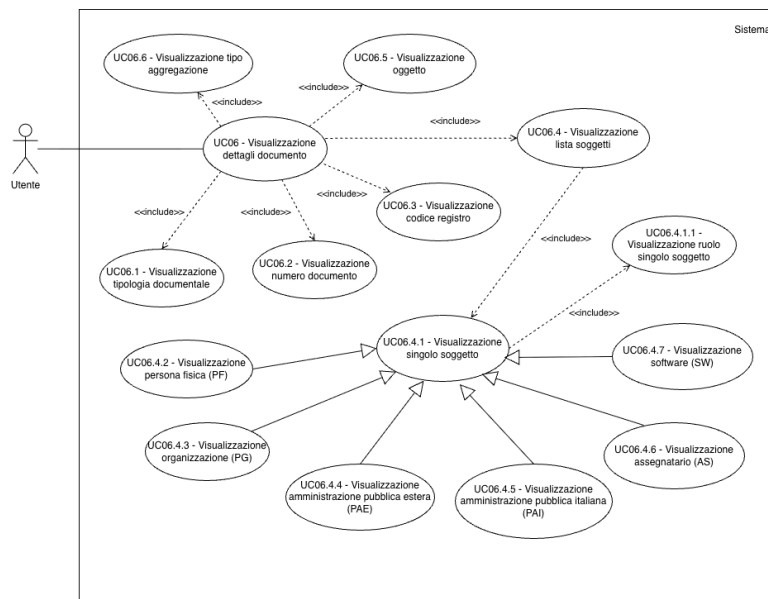 Sistema
UC06.6 - Visualizzazione tipo
aggregazione
UC06.5 - Visualizzazione
oggetto
<<include>>
<<include>>
<<include>>
UC06 - Visualizzazione
dettagli documento
UC06.4 - Visualizzazione
lista soggetti
Utente
<<include>>
<<include>>
<<include>>
UC06.3 - Visualizzazione
codice registro
UC06.1 - Visualizzazione
tipologia documentale
UC06.2 - Visualizzazione
numero documento
<<include>>
UC06.4.1.1 -
Visualizzazione ruolo
singolo soggetto
<<include>>
UC06.4.1 - Visualizzazione
singolo soggetto
UC06.4.2 - Visualizzazione
persona fisica (PF)
UC06.4.7 - Visualizzazione
software (SW)
UC06.4.3 - Visualizzazione
organizzazione (PG)
UC06.4.6 - Visualizzazione
assegnatario (AS)
UC06.4.4 - Visualizzazione
amministrazione pubblica estera
(PAE)
UC06.4.5 - Visualizzazione
amministrazione pubblica italiana
(PAI)